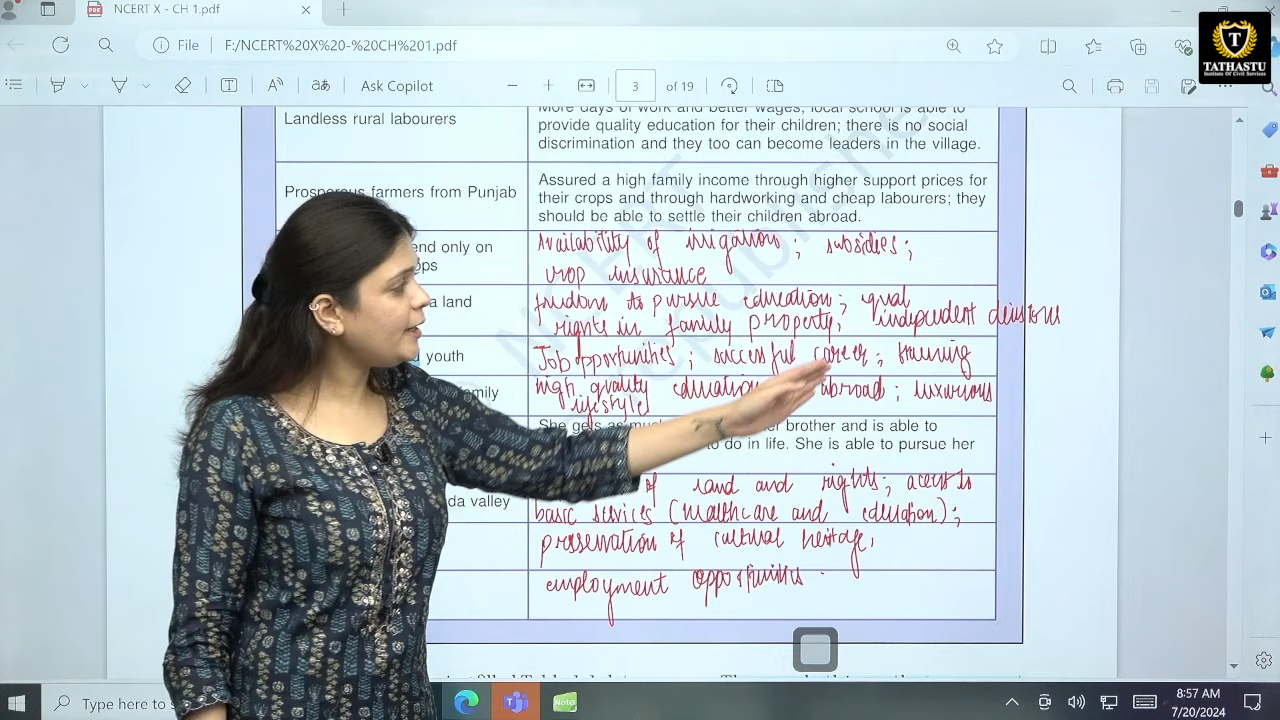 NCERT X - CH 1.pdf
File
F:/NCERT%20X%20-%20CH%201.pdf
T
TATHASTU
Institute Of Civil Services
Ask Copilot
3 of 19
Landless rural labourers
More days of work and better wages; local school is able to
provide quality education for their children; there is no social
discrimination and they too can become leaders in the village.
Prosperous farmers from Punjab
Assured a high family income through higher support prices for
their crops and through hardworking and cheap labourers; they
should be able to settle their children abroad.
end only on
ops
Availability of irrigation ; subsidies ;
crop insurance
a land
freedom to pursue education ; equal
rights in family property, independent decisions
youth
Job opportunities ; successful career ; training
amily
high quality education abroad ; luxurious
lifestyle
She gets as brother and is able to
to do in life. She is able to pursue her
da valley
of land and rights ; access to
basic services (healthcare and education) ;
preservation of cultural heritage,
employment opportunities .
Type here to s
8:57 AM
7/20/2024